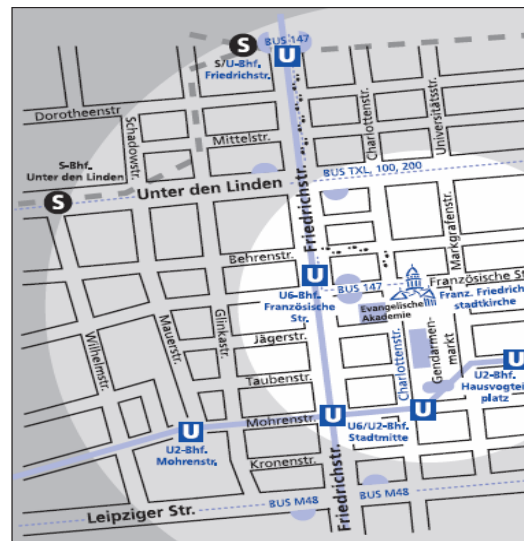 S
BUS 147
U
S/U-Bhf.
Friedrichstr.
Dorotheenstr.
Schadowstr.
Mittelstr.
Charlottenstr.
Universitätsstr.
S-Bhf.
Unter den Linden
S
Unter den Linden
BUS TXL, 100, 200
Friedrichstr.
Behrenstr.
Markgrafenstr.
U
U6-Bhf.
Französische
Str.
BUS 147
Französische
Franz. Friedrich
stadtkirche
Evangelische
Akademie
Wilhelmstr.
Mauerstr.
Glinkastr.
Jägerstr.
Taubenstr.
Charlottenstr.
Gendarmen-
markt
U
U2-Bhf.
Hausvogtei
platz
Mohrenstr.
U
U2-Bhf.
Mohrenstr.
U
U6/U2-Bhf.
Stadtmitte
U
Kronenstr.
Friedrichstr.
BUS M48
BUS M48
Leipziger Str.